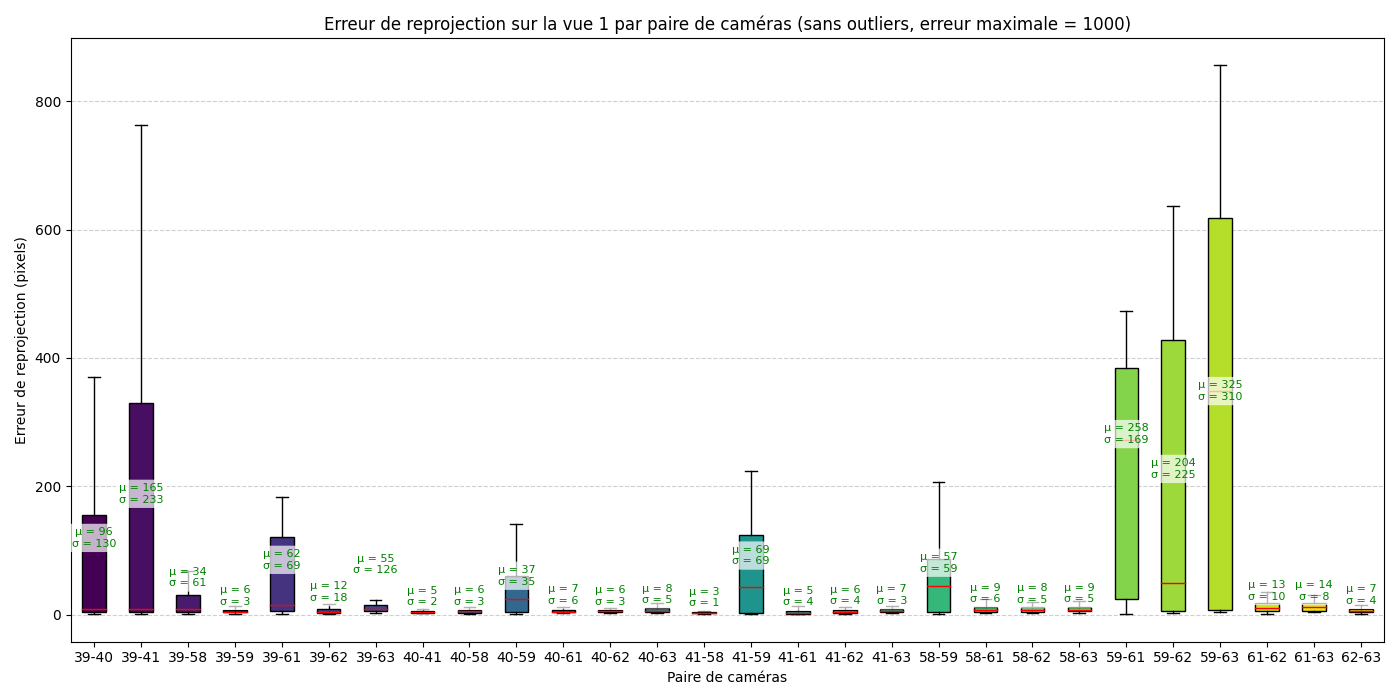 Erreur de reprojection sur la vue 1 par paire de caméras (sans outliers, erreur maximale = 1000)
Erreur de reprojection (pixels)
800
600
400
200
0
μ = 96
σ = 130
μ = 165
σ = 233
μ = 34
σ = 61
μ = 6
σ = 3
μ = 62
σ = 69
μ = 12
σ = 18
μ = 55
σ = 126
μ = 5
σ = 2
μ = 6
σ = 3
μ = 37
σ = 35
μ = 7
σ = 6
μ = 6
σ = 3
μ = 8
σ = 5
μ = 3
σ = 1
μ = 69
σ = 69
μ = 5
σ = 4
μ = 6
σ = 4
μ = 7
σ = 3
μ = 57
σ = 59
μ = 9
σ = 6
μ = 8
σ = 5
μ = 9
σ = 5
μ = 258
σ = 169
μ = 204
σ = 225
μ = 325
σ = 310
μ = 13
σ = 10
μ = 14
σ = 8
μ = 7
σ = 4
39-40 39-41 39-58 39-59 39-61 39-62 39-63 40-41 40-58 40-59 40-61 40-62 40-63 41-58 41-59 41-61 41-62 41-63 58-59 58-61 58-62 58-63 59-61 59-62 59-63 61-62 61-63 62-63
Paire de caméras